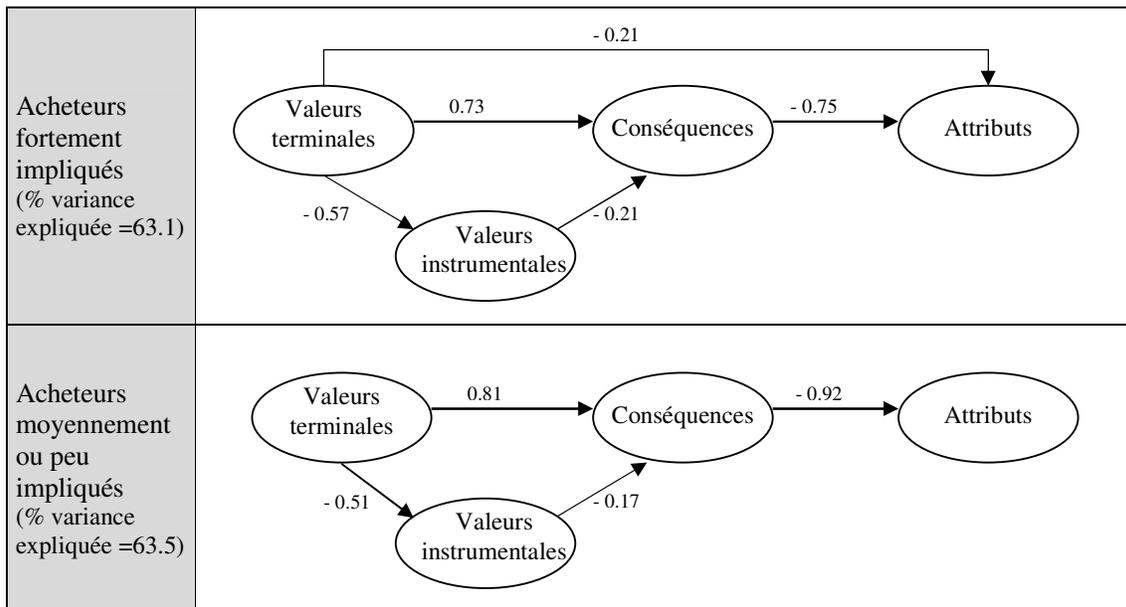 Acheteurs
fortement
impliqués
(% variance
expliquée =63.1)
- 0.21
Valeurs
terminales
0.73
Conséquences
- 0.75
Attributs
- 0.57
- 0.21
Valeurs
instrumentales
Acheteurs
moyennement
ou peu
impliqués
(% variance
expliquée =63.5)
Valeurs
terminales
0.81
Conséquences
- 0.92
Attributs
- 0.51
- 0.17
Valeurs
instrumentales